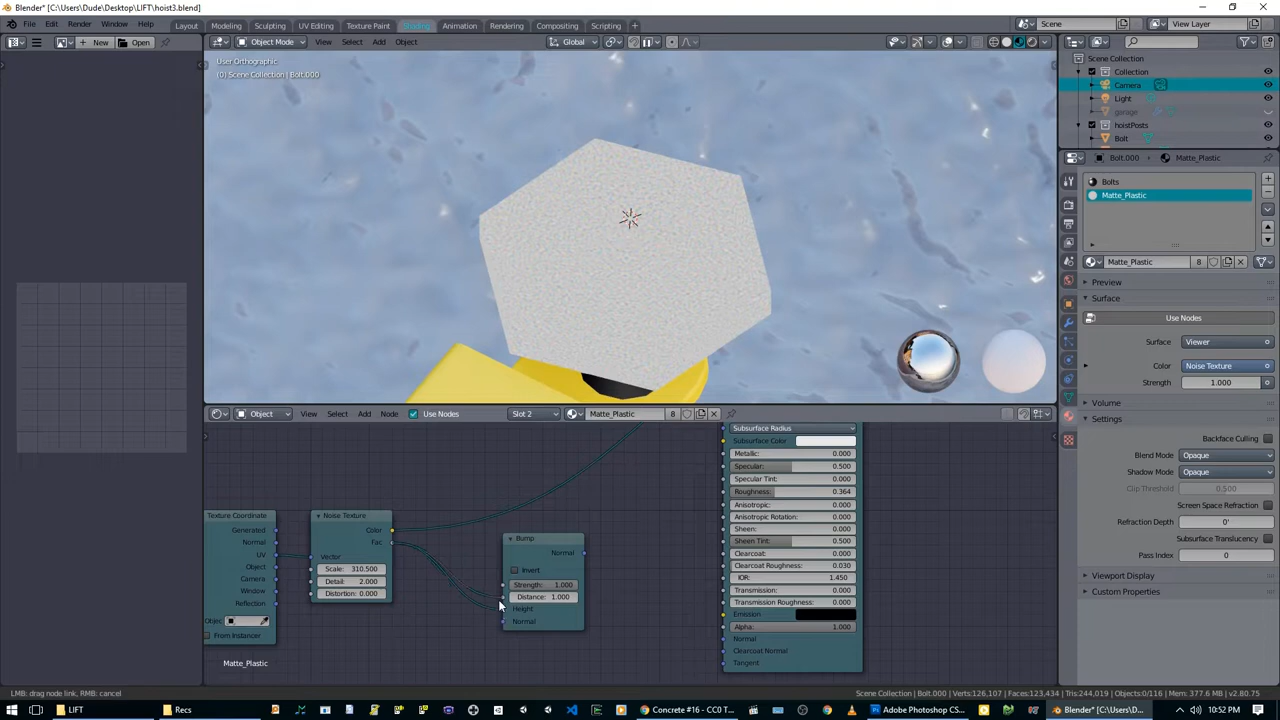 Blender* [C:\Users\Dude\Desktop\LIFT\hoist3.blend]
File Edit Render Window Help Layout Modeling Sculpting UV Editing Texture Paint Shading Animation Rendering Compositing Scripting + Scene View Layer
New Open Object Mode View Select Add Object Global
User Orthographic
(0) Scene Collection | Bolt.000
Scene Collection
Collection
Camera
Light
garage
hoistPosts
Bolt
Bolt.000 Matte_Plastic
Bolts
Matte_Plastic
Matte_Plastic 8
Preview
Surface
Use Nodes
Surface: Viewer
Color: Noise Texture
Strength: 1.000
Volume
Settings
Backface Culling
Blend Mode: Opaque
Shadow Mode: Opaque
Clip Threshold: 0.500
Screen Space Refraction
Refraction Depth: 0'
Subsurface Translucency
Pass Index: 0
Viewport Display
Custom Properties
Object View Select Add Node Use Nodes Slot 2 Matte_Plastic 8
Texture Coordinate
Generated
Normal
UV
Object
Camera
Window
Reflection
Objec
From Instancer
Noise Texture
Color
Fac
Vector
Scale: 310.500
Detail: 2.000
Distortion: 0.000
Bump
Normal
Invert
Strength: 1.000
Distance: 1.000
Height
Normal
Subsurface Radius
Subsurface Color
Metallic: 0.000
Specular: 0.500
Specular Tint: 0.000
Roughness: 0.364
Anisotropic: 0.000
Anisotropic Rotation: 0.000
Sheen: 0.000
Sheen Tint: 0.500
Clearcoat: 0.000
Clearcoat Roughness: 0.030
IOR: 1.450
Transmission: 0.000
Transmission Roughness: 0.000
Emission
Alpha: 1.000
Normal
Clearcoat Normal
Tangent
Matte_Plastic
LMB: drag node link, RMB: cancel
Scene Collection | Bolt.000 | Verts:126,107 | Faces:123,434 | Tris:244,019 | Objects:0/116 | Mem: 377.6 MB | v2.80.75
LIFT Recs Concrete #16 - CC0 T... Adobe Photoshop CS... Blender* [C:\Users\D... 10:52 PM